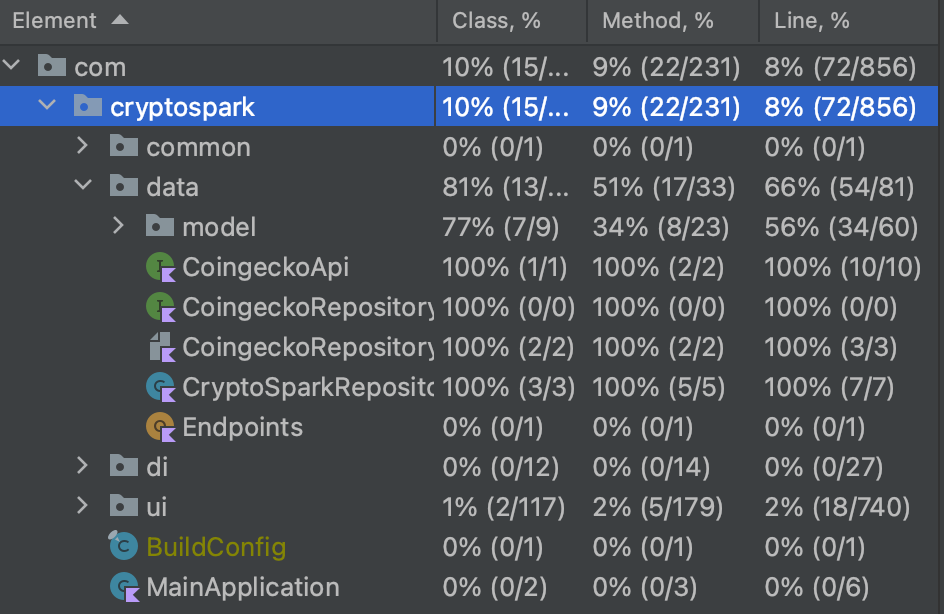 Element Class, % Method, % Line, %
com 10% (15/... 9% (22/231) 8% (72/856)
cryptospark 10% (15/... 9% (22/231) 8% (72/856)
common 0% (0/1) 0% (0/1) 0% (0/1)
data 81% (13/... 51% (17/33) 66% (54/81)
model 77% (7/9) 34% (8/23) 56% (34/60)
CoingeckoApi 100% (1/1) 100% (2/2) 100% (10/10)
CoingeckoRepository 100% (0/0) 100% (0/0) 100% (0/0)
CoingeckoRepository 100% (2/2) 100% (2/2) 100% (3/3)
CryptoSparkReposito 100% (3/3) 100% (5/5) 100% (7/7)
Endpoints 0% (0/1) 0% (0/1) 0% (0/1)
di 0% (0/12) 0% (0/14) 0% (0/27)
ui 1% (2/117) 2% (5/179) 2% (18/740)
BuildConfig 0% (0/1) 0% (0/1) 0% (0/1)
MainApplication 0% (0/2) 0% (0/3) 0% (0/6)